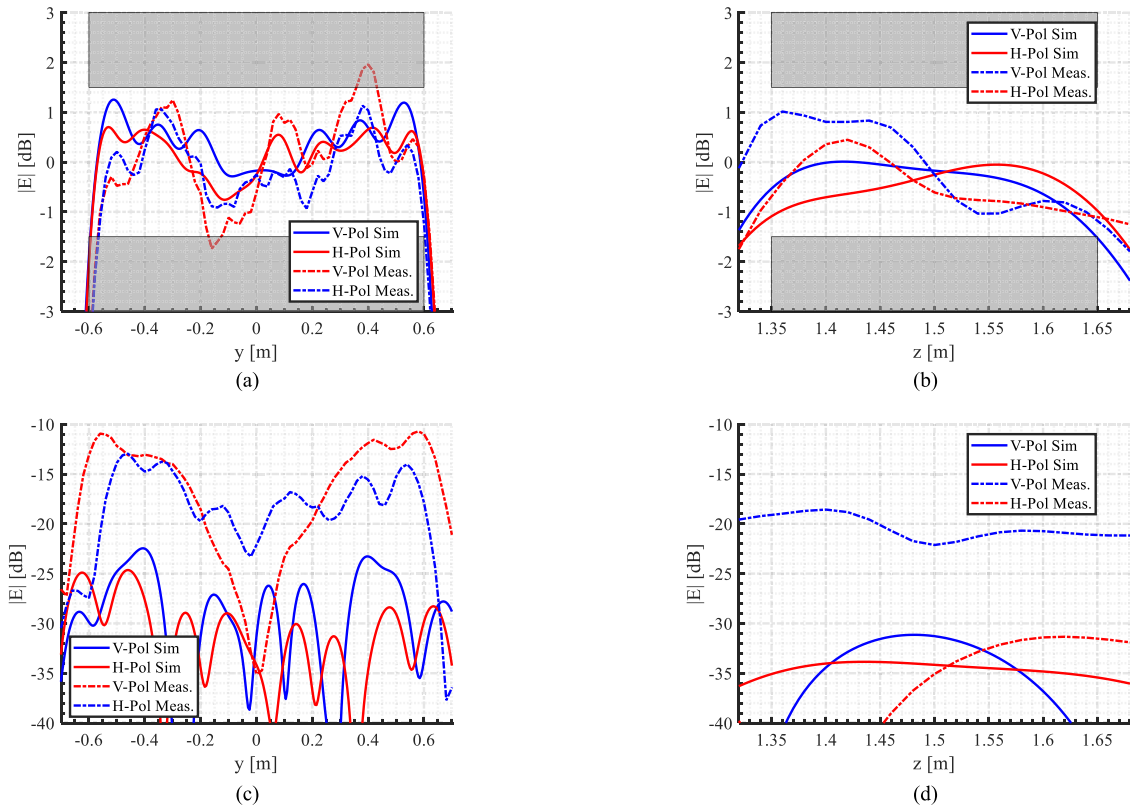 3
2
1
0
-1
-2
-3
|E| [dB]
V-Pol Sim
H-Pol Sim
V-Pol Meas.
H-Pol Meas.
-0.6 -0.4 -0.2 0 0.2 0.4 0.6
y [m]
(a)
3
2
1
0
-1
-2
-3
|E| [dB]
V-Pol Sim
H-Pol Sim
V-Pol Meas.
H-Pol Meas.
1.35 1.4 1.45 1.5 1.55 1.6 1.65
z [m]
(b)
-10
-15
-20
-25
-30
-35
-40
|E| [dB]
V-Pol Sim
H-Pol Sim
V-Pol Meas.
H-Pol Meas.
-0.6 -0.4 -0.2 0 0.2 0.4 0.6
y [m]
(c)
-10
-15
-20
-25
-30
-35
-40
|E| [dB]
V-Pol Sim
H-Pol Sim
V-Pol Meas.
H-Pol Meas.
1.35 1.4 1.45 1.5 1.55 1.6 1.65
z [m]
(d)